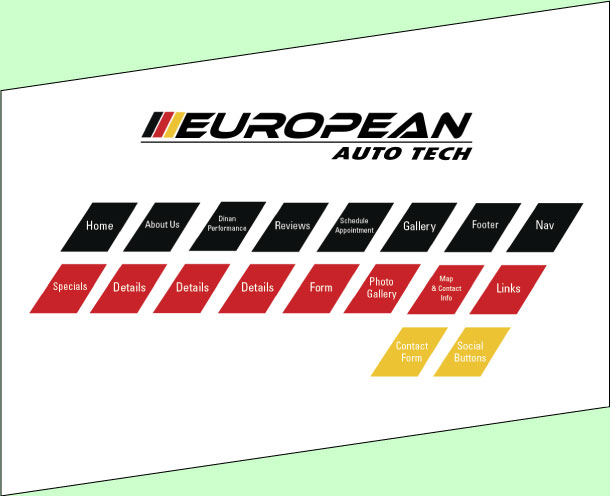 EUROPEAN
AUTO TECH
Home
About Us
Dinan
Performance
Reviews
Schedule
Appointment
Gallery
Footer
Nav
Specials
Details
Details
Details
Form
Photo
Gallery
Map
& Contact
Info
Links
Contact
Form
Social
Buttons